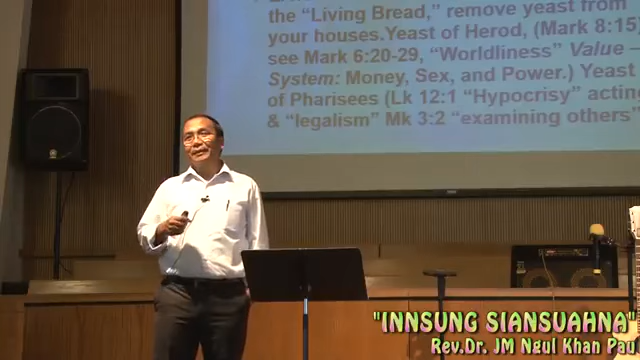 the “Living Bread,” remove yeast from
your houses.Yeast of Herod, (Mark 8:15)
see Mark 6:20-29, “Worldliness” Value –
System: Money, Sex, and Power.) Yeast
of Pharisees (Lk 12:1 “Hypocrisy” acting
& “legalism” Mk 3:2 “examining others”
"INNSUNG SIANSUAHNA"
Rev.Dr. JM Ngul Khan Pau